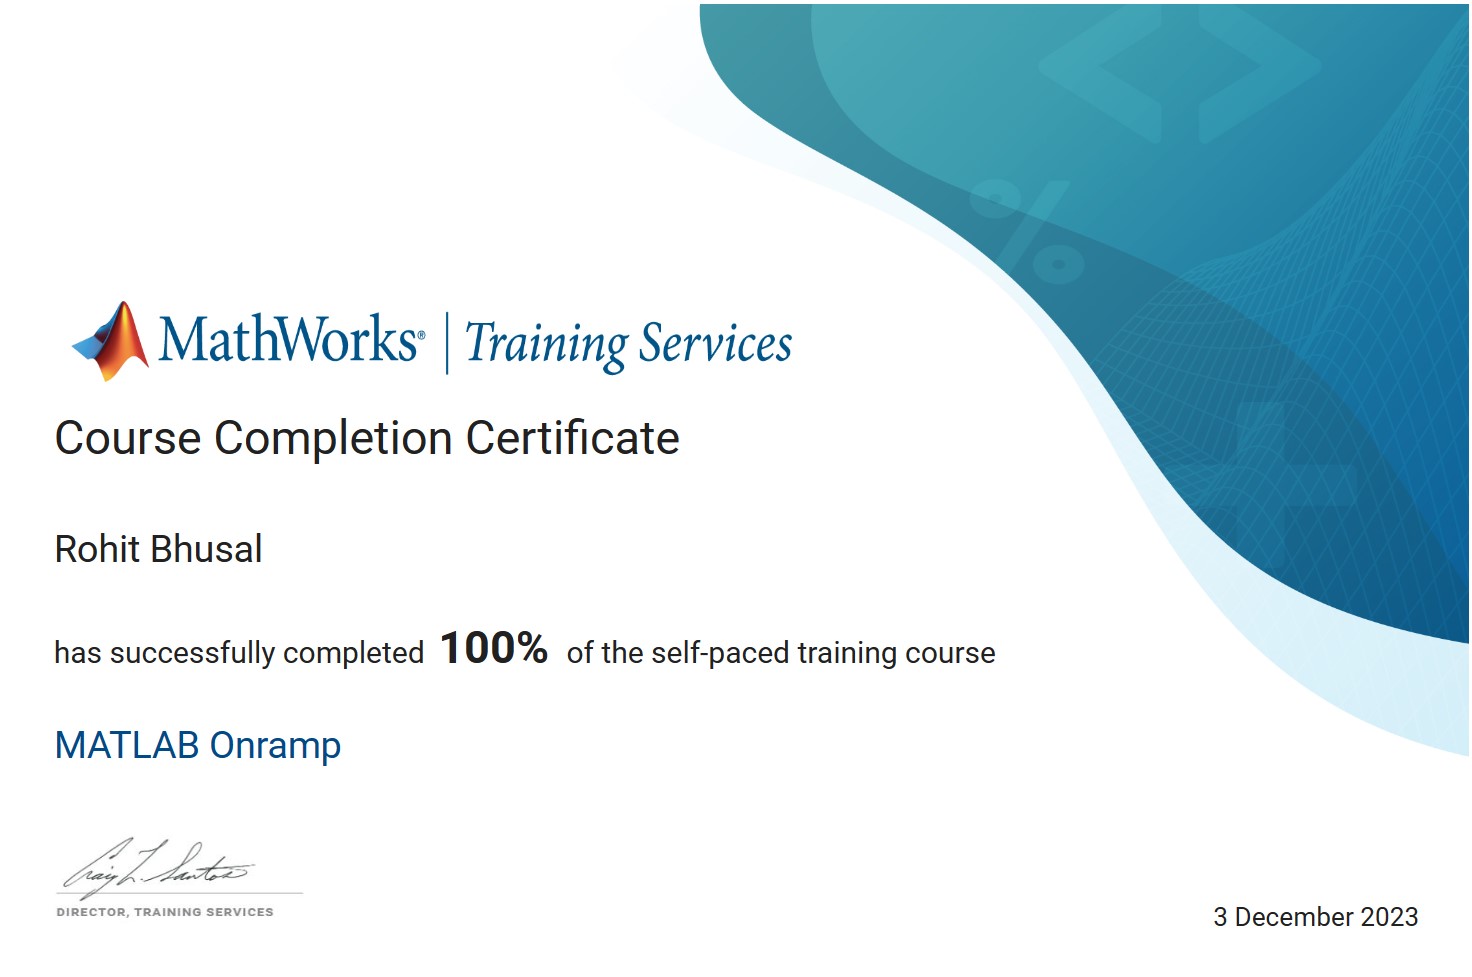 MathWorks® | Training Services
Course Completion Certificate
Rohit Bhusal
has successfully completed 100% of the self-paced training course
MATLAB Onramp
Craig L. Santos
DIRECTOR, TRAINING SERVICES
3 December 2023